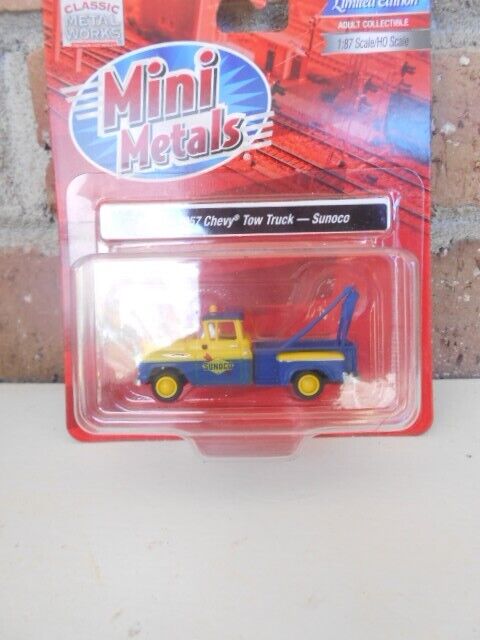 CLASSIC
METAL
WORKS
Limited Edition
ADULT COLLECTIBLE
1:87 Scale/HO Scale
Mini
Metals
57 Chevy® Tow Truck — Sunoco
SUNOCO